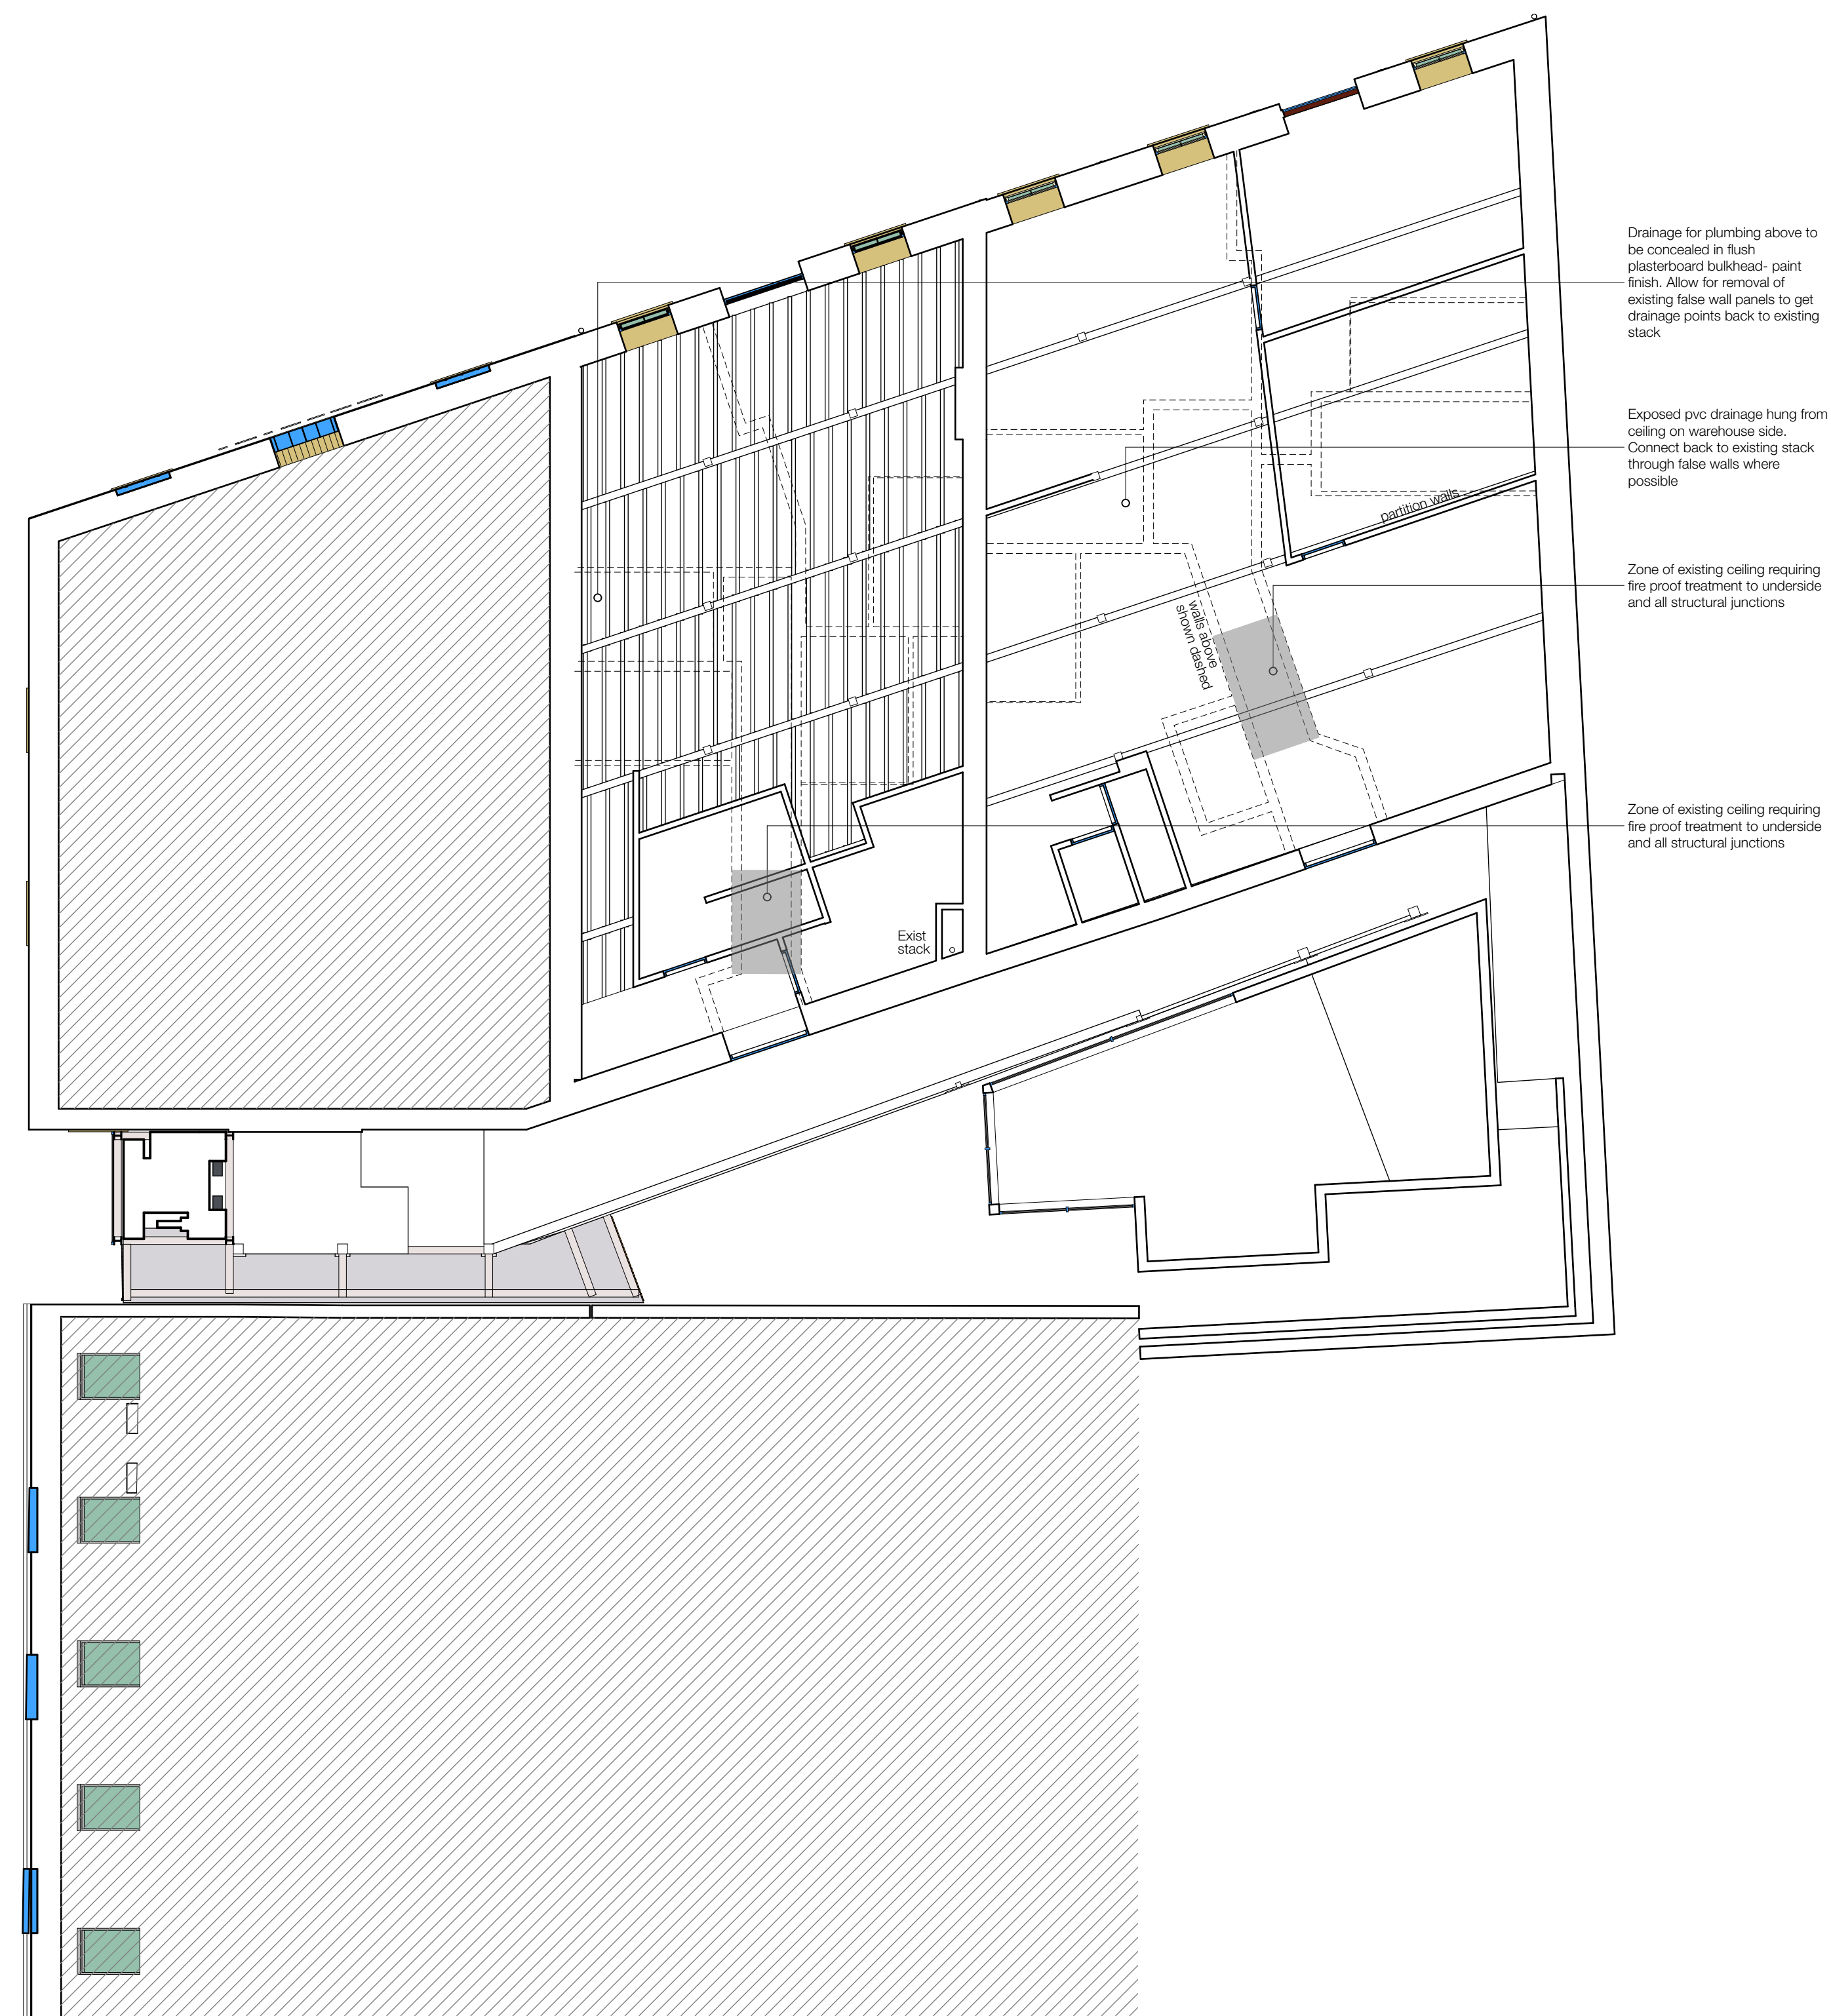 Drainage for plumbing above to
be concealed in flush
plasterboard bulkhead- paint
finish. Allow for removal of
existing false wall panels to get
drainage points back to existing
stack
Exposed pvc drainage hung from
ceiling on warehouse side.
Connect back to existing stack
through false walls where
possible
partition walls
Zone of existing ceiling requiring
fire proof treatment to underside
and all structural junctions
walls above
shown dashed
Zone of existing ceiling requiring
fire proof treatment to underside
and all structural junctions
Exist
stack